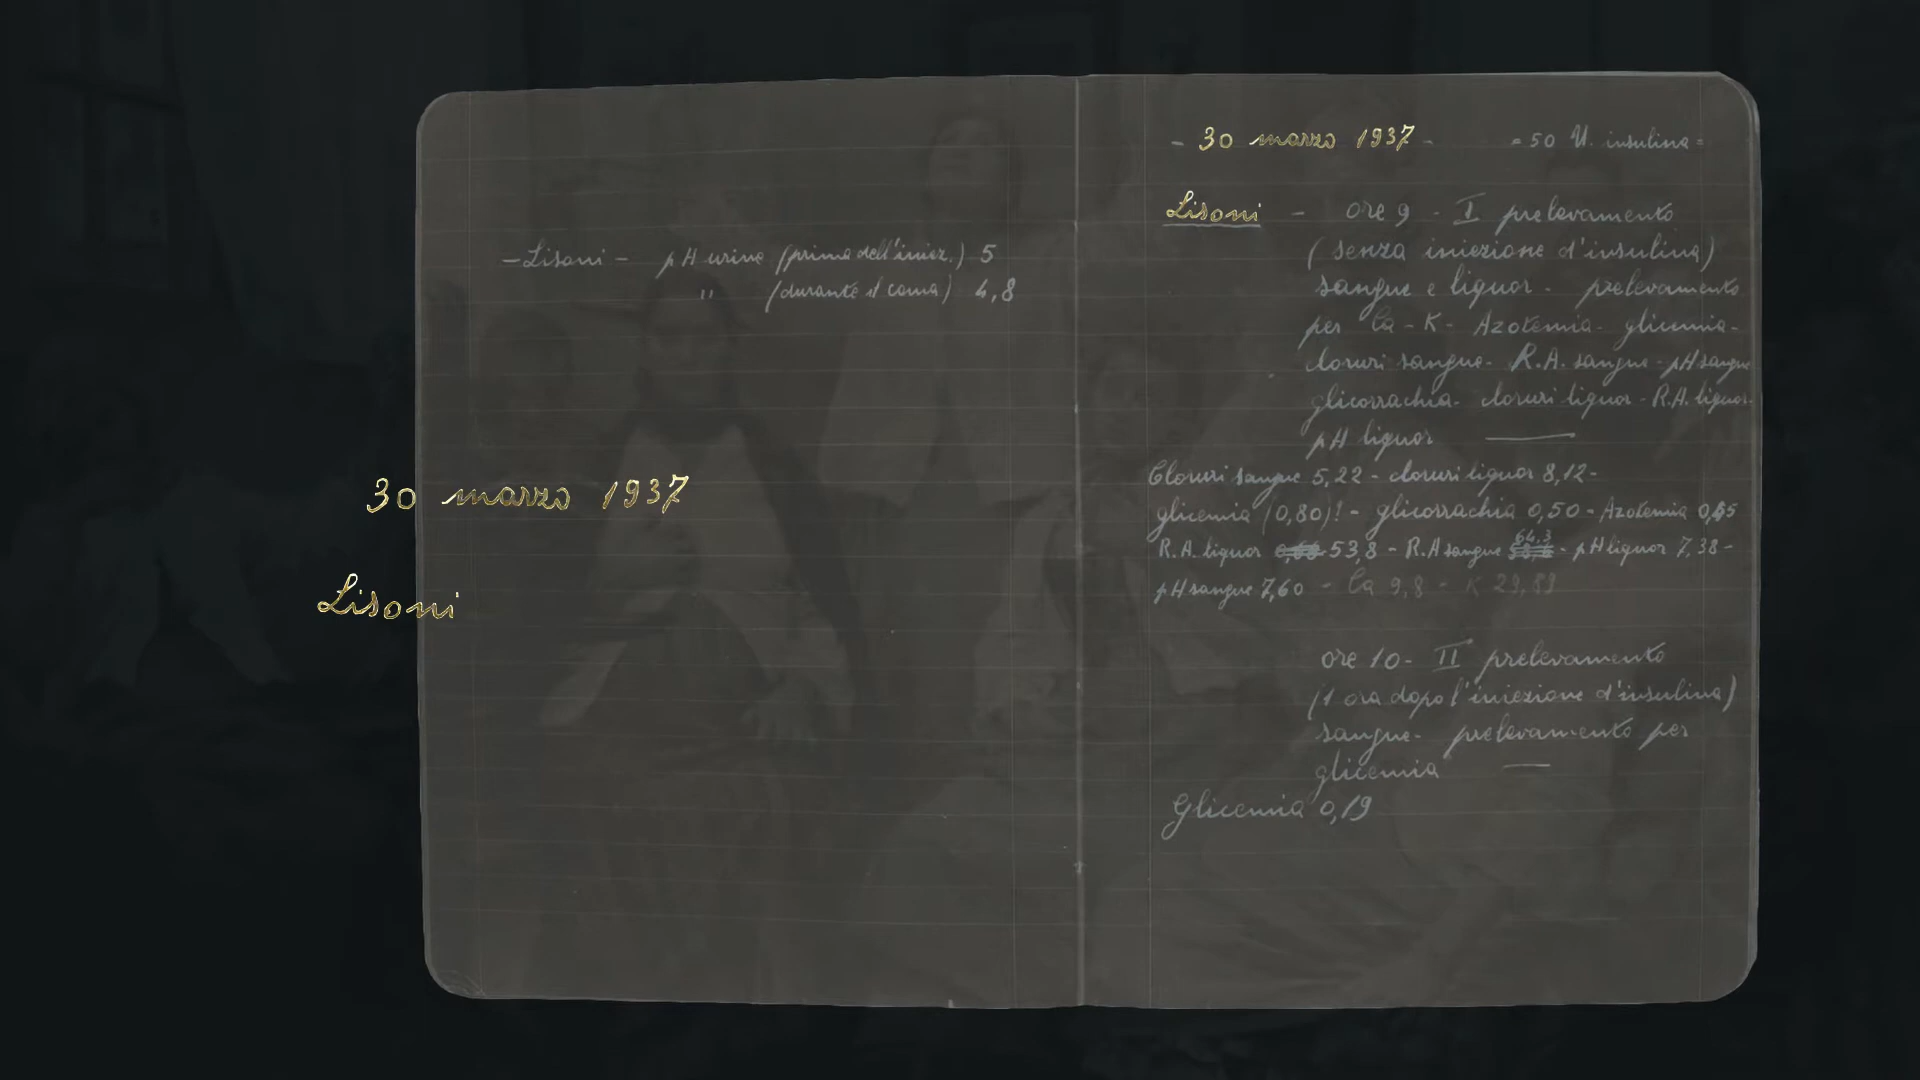 - Lisoni - pH urine (prima dell'iniez.) 5
" (durante il coma) 4,8
30 marzo 1937
Lisoni
- 30 marzo 1937 - = 50 U. insulina =
Lisoni - ore 9 - I prelevamento
(senza iniezione d'insulina)
sangue e liquor - prelevamento
per Ca - K - Azotemia - glicemia -
cloruri sangue - R.A. sangue - pH sangue
glicorrachia - cloruri liquor - R.A. liquor -
pH liquor —
Cloruri sangue 5,22 - cloruri liquor 8,12 -
glicemia (0,80)! - glicorrachia 0,50 - Azotemia
R.A. liquor 53,8 - R.A sangue 64.3 - pH liquor 7,38 -
pH sangue 7,60 - Ca 9,8 - K
ore 10 - II prelevamento
(1 ora dopo l'iniezione d'insulina)
sangue - prelevamento per
glicemia —
Glicemia 0,19